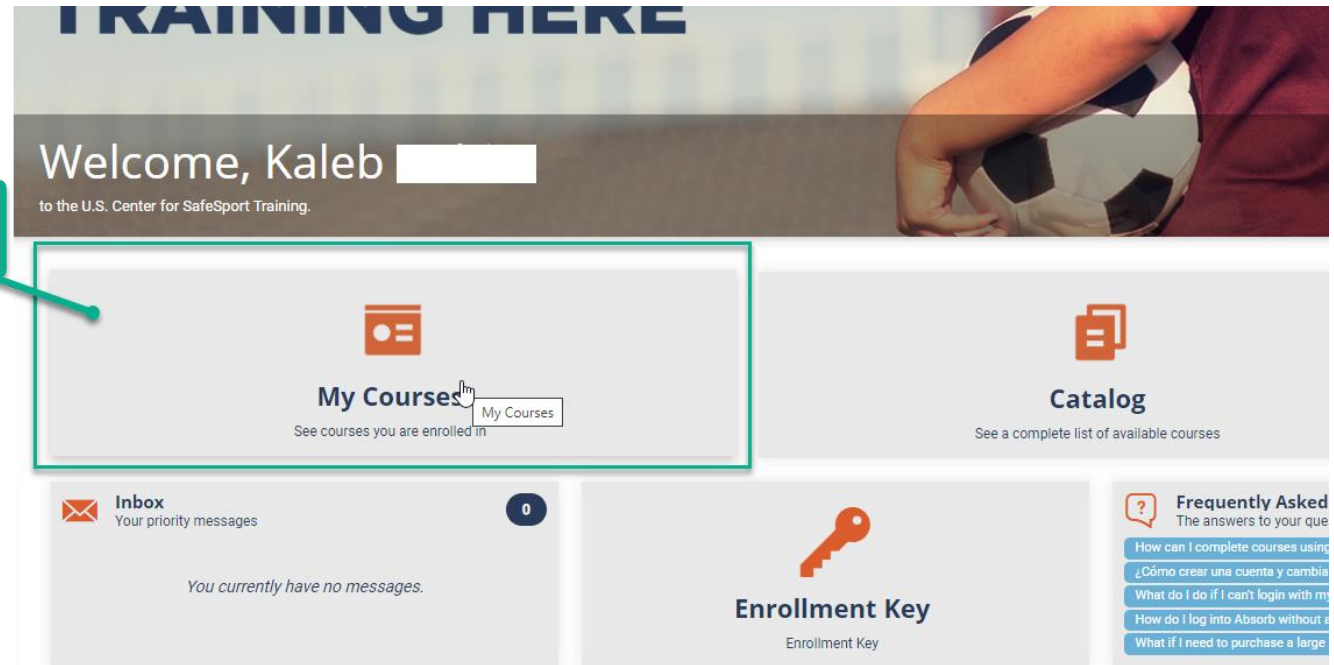 TRAINING HERE
Welcome, Kaleb
to the U.S. Center for SafeSport Training.
My Courses
My Courses
See courses you are enrolled in
Catalog
See a complete list of available courses
Inbox
Your priority messages
0
You currently have no messages.
Enrollment Key
Enrollment Key
Frequently Asked
The answers to your que
How can I complete courses using
¿Cómo crear una cuenta y cambia
What do I do if I can't login with my
How do I log into Absorb without a
What if I need to purchase a large